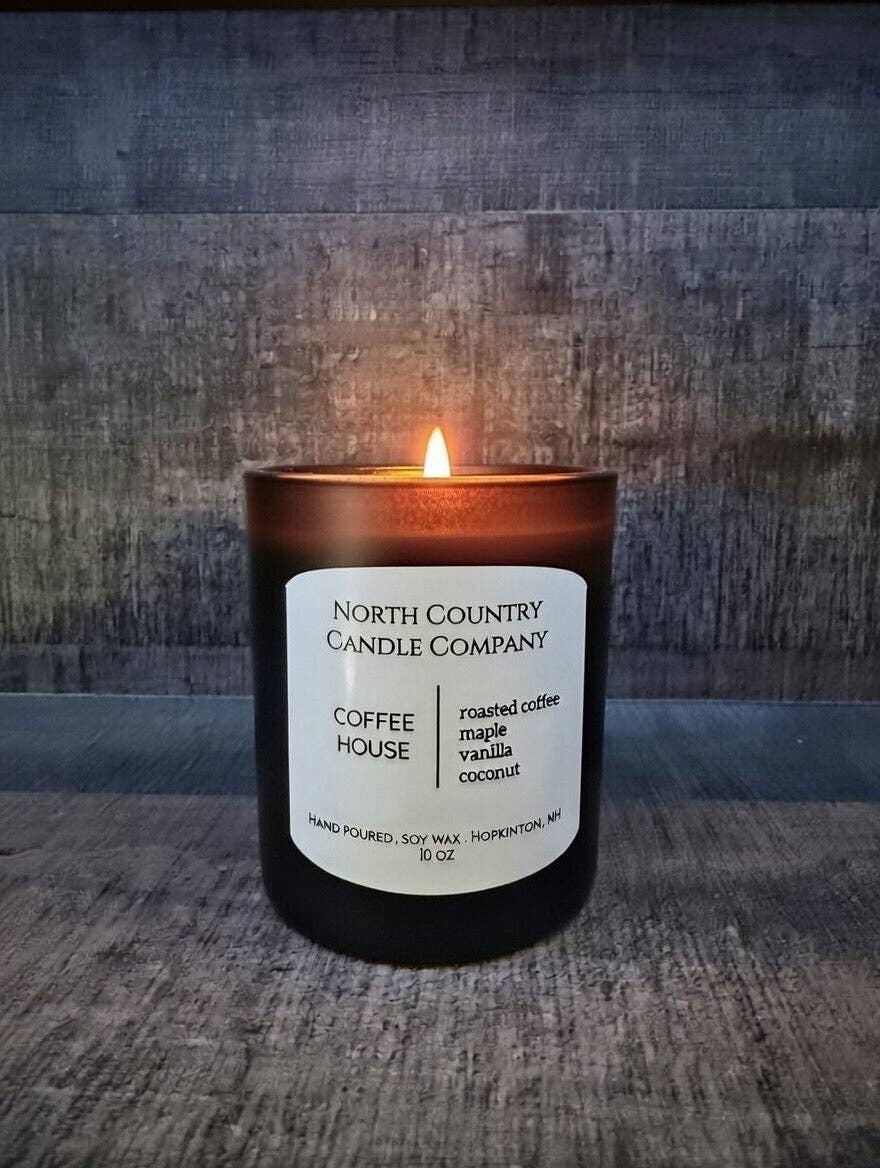 NORTH COUNTRY
CANDLE COMPANY
COFFEE
HOUSE
roasted coffee
maple
vanilla
coconut
HAND POURED, SOY WAX . HOPKINTON, NH
10 OZ